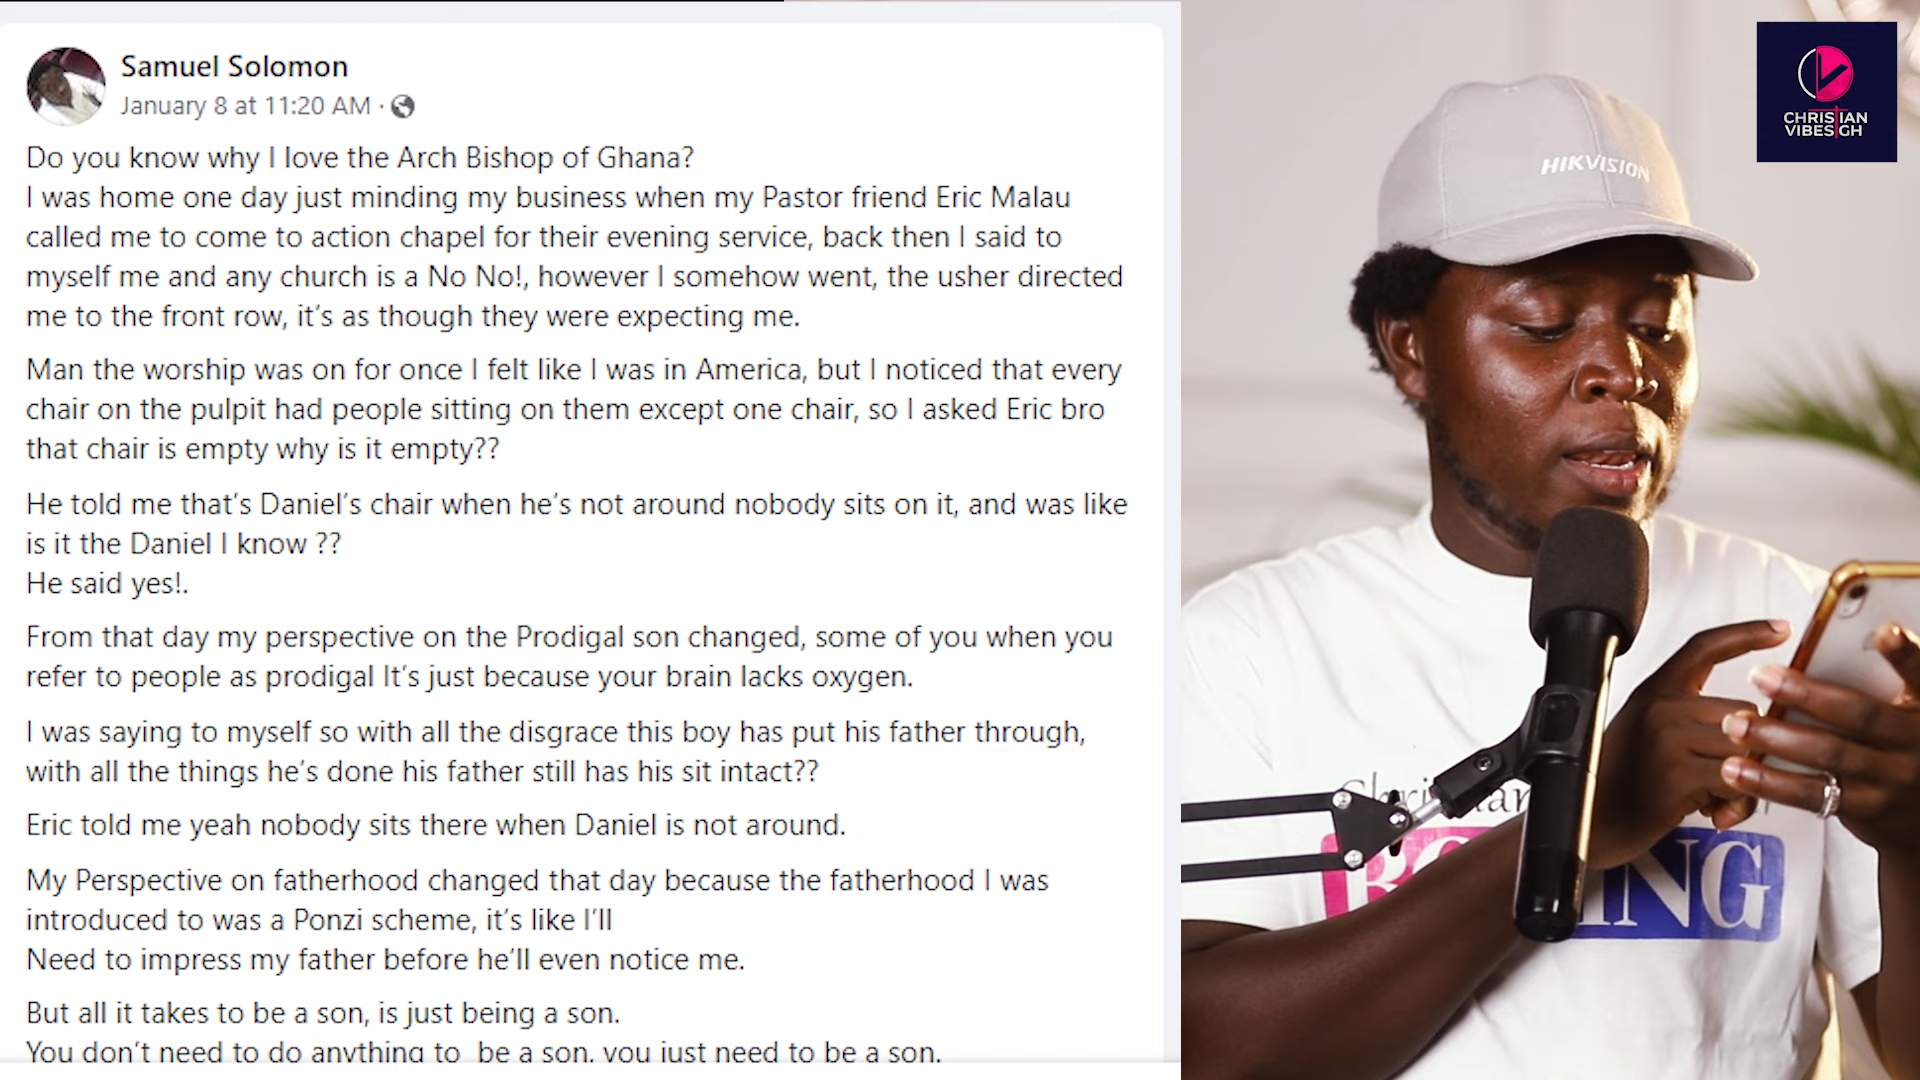 Samuel Solomon
January 8 at 11:20 AM ·
Do you know why I love the Arch Bishop of Ghana?
I was home one day just minding my business when my Pastor friend Eric Malau
called me to come to action chapel for their evening service, back then I said to
myself me and any church is a No No!, however I somehow went, the usher directed
me to the front row, it's as though they were expecting me.
Man the worship was on for once I felt like I was in America, but I noticed that every
chair on the pulpit had people sitting on them except one chair, so I asked Eric bro
that chair is empty why is it empty??
He told me that's Daniel's chair when he's not around nobody sits on it, and was like
is it the Daniel I know ??
He said yes!.
From that day my perspective on the Prodigal son changed, some of you when you
refer to people as prodigal It's just because your brain lacks oxygen.
I was saying to myself so with all the disgrace this boy has put his father through,
with all the things he's done his father still has his sit intact??
Eric told me yeah nobody sits there when Daniel is not around.
My Perspective on fatherhood changed that day because the fatherhood I was
introduced to was a Ponzi scheme, it's like I'll
Need to impress my father before he'll even notice me.
But all it takes to be a son, is just being a son.
You don't need to do anything to be a son, you just need to be a son.
CHRISTIAN
VIBES GH
HIKVISION